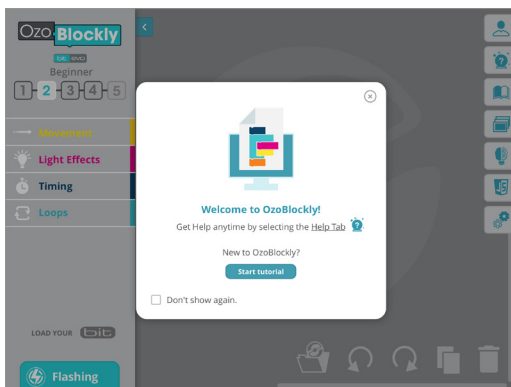 Ozo Blockly
bit evo
Beginner
1 2 3 4 5
Movement
Light Effects
Timing
Loops
LOAD YOUR bit
Flashing
Welcome to OzoBlockly!
Get Help anytime by selecting the Help Tab
New to OzoBlockly?
Start tutorial
Don't show again.